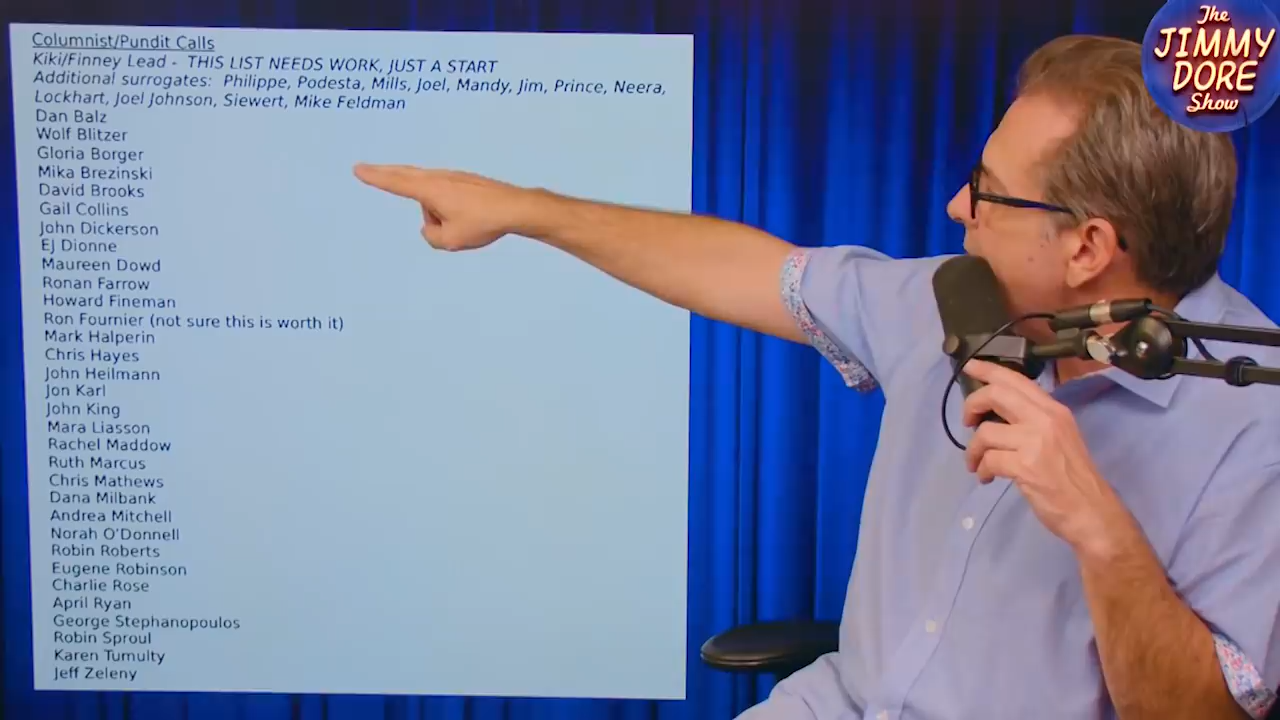 The
JIMMY
DORE
Show
Columnist/Pundit Calls
Kiki/Finney Lead - THIS LIST NEEDS WORK, JUST A START
Additional surrogates: Philippe, Podesta, Mills, Joel, Mandy, Jim, Prince, Neera,
Lockhart, Joel Johnson, Siewert, Mike Feldman
Dan Balz
Wolf Blitzer
Gloria Borger
Mika Brezinski
David Brooks
Gail Collins
John Dickerson
EJ Dionne
Maureen Dowd
Ronan Farrow
Howard Fineman
Ron Fournier (not sure this is worth it)
Mark Halperin
Chris Hayes
John Heilmann
Jon Karl
John King
Mara Liasson
Rachel Maddow
Ruth Marcus
Chris Mathews
Dana Milbank
Andrea Mitchell
Norah O'Donnell
Robin Roberts
Eugene Robinson
Charlie Rose
April Ryan
George Stephanopoulos
Robin Sproul
Karen Tumulty
Jeff Zeleny